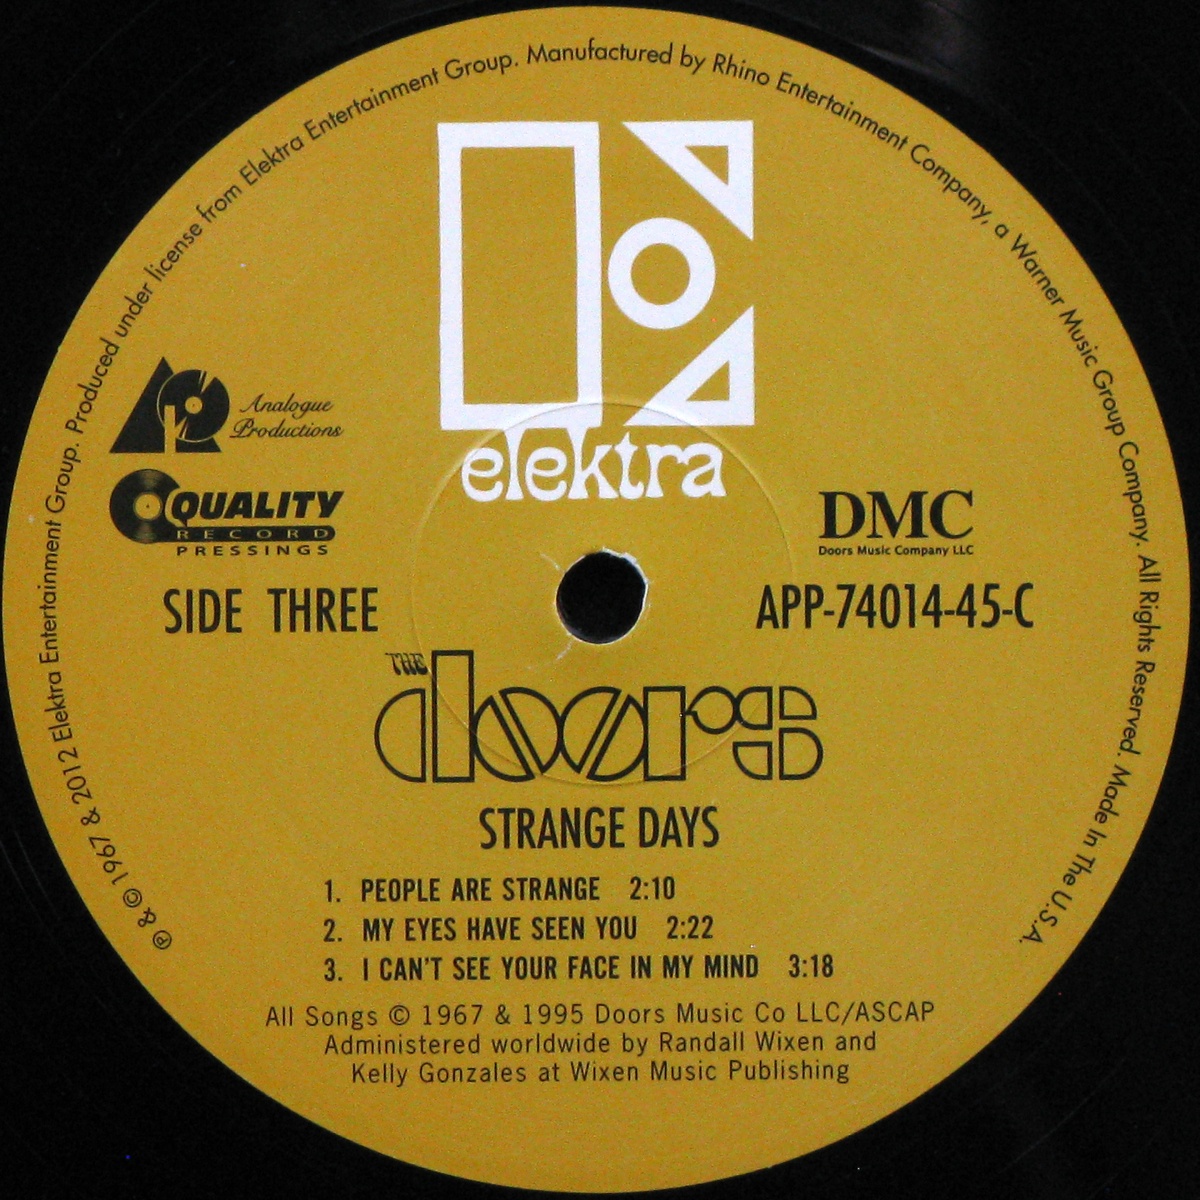 ℗ & © 1967 & 2012 Elektra Entertainment Group. Produced under license from Elektra Entertainment Group. Manufactured by Rhino Entertainment Company, a Warner Music Group Company. All Rights Reserved. Made In The U.S.A.
elektra
Analogue
Productions
QUALITY
RECORD
PRESSINGS
DMC
Doors Music Company LLC
SIDE THREE
APP-74014-45-C
THE
doors
STRANGE DAYS
1. PEOPLE ARE STRANGE 2:10
2. MY EYES HAVE SEEN YOU 2:22
3. I CAN'T SEE YOUR FACE IN MY MIND 3:18
All Songs © 1967 & 1995 Doors Music Co LLC/ASCAP
Administered worldwide by Randall Wixen and
Kelly Gonzales at Wixen Music Publishing